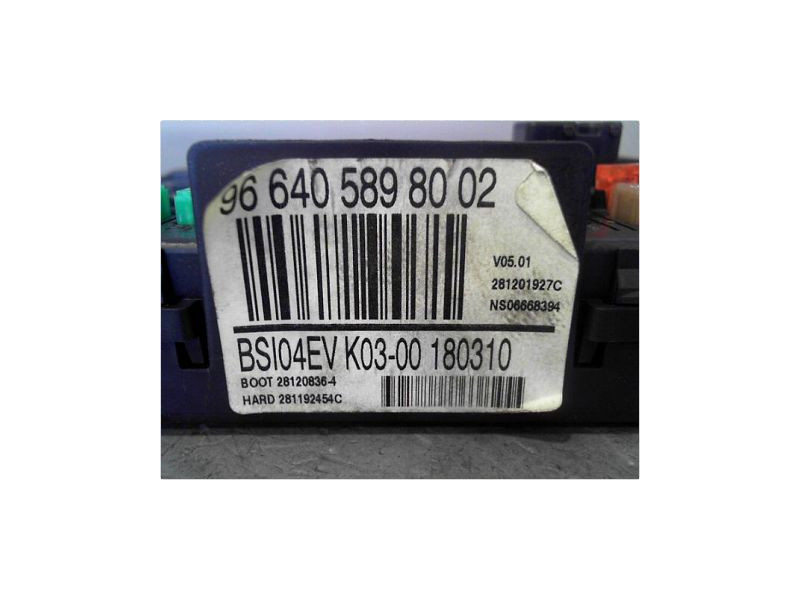 96 640 589 80 02
V05.01
281201927C
NS06668394
BSI04EV K03-00 180310
BOOT 28120836-4
HARD 281192454C